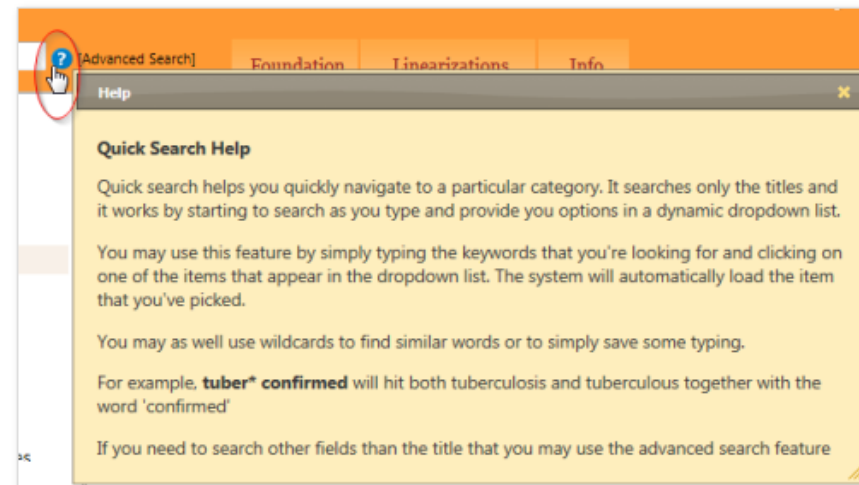 ? [Advanced Search] Foundation Linearizations Info
Help
Quick Search Help
Quick search helps you quickly navigate to a particular category. It searches only the titles and
it works by starting to search as you type and provide you options in a dynamic dropdown list.
You may use this feature by simply typing the keywords that you're looking for and clicking on
one of the items that appear in the dropdown list. The system will automatically load the item
that you've picked.
You may as well use wildcards to find similar words or to simply save some typing.
For example, tuber* confirmed will hit both tuberculosis and tuberculous together with the
word 'confirmed'
If you need to search other fields than the title that you may use the advanced search feature